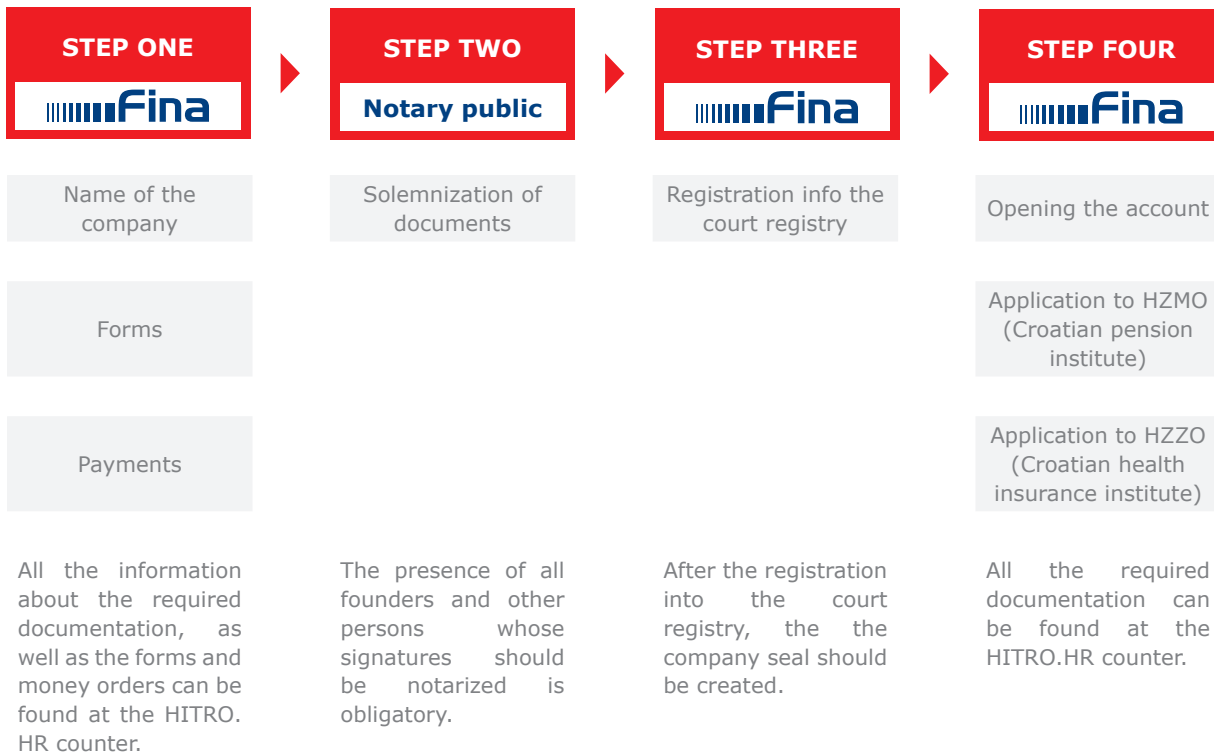 STEP ONE
Fina
Name of the
company
Forms
Payments
All the information
about the required
documentation, as
well as the forms and
money orders can be
found at the HITRO.
HR counter.
STEP TWO
Notary public
Solemnization of
documents
The presence of all
founders and other
persons whose
signatures should
be notarized is
obligatory.
STEP THREE
Fina
Registration info the
court registry
After the registration
into the court
registry, the the
company seal should
be created.
STEP FOUR
Fina
Opening the account
Application to HZMO
(Croatian pension
institute)
Application to HZZO
(Croatian health
insurance institute)
All the required
documentation can
be found at the
HITRO.HR counter.